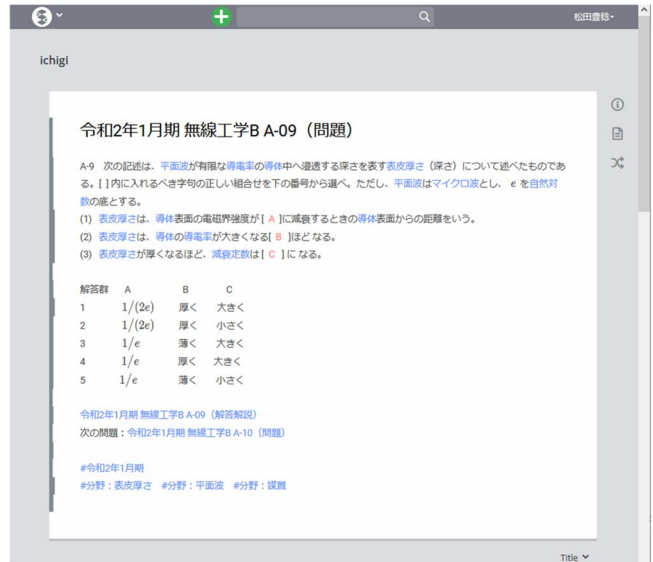 松田豊稔
ichigi
令和2年1月期 無線工学B A-09（問題）
A-9 次の記述は、平面波が有限な導電率の導体中へ浸透する深さを表す表皮厚さ（深さ）について述べたものであ
る。[ ] 内に入れるべき字句の正しい組合せを下の番号から選べ。ただし、平面波はマイクロ波とし、 e を自然対
数の底とする。
(1) 表皮厚さは、導体表面の電磁界強度が [ A ]に減衰するときの導体表面からの距離をいう。
(2) 表皮厚さは、導体の導電率が大きくなる[ B ]ほど なる。
(3) 表皮厚さが厚くなるほど、減衰定数は [ C ] に なる。
解答群 A B C
1 1/(2e) 厚く 大きく
2 1/(2e) 厚く 小さく
3 1/e 薄く 大きく
4 1/e 厚く 大きく
5 1/e 薄く 小さく
令和2年1月期 無線工学B A-09（解答解説）
次の問題：令和2年1月期 無線工学B A-10（問題）
#令和2年1月期
#分野：表皮厚さ #分野：平面波 #分野：媒質
Title